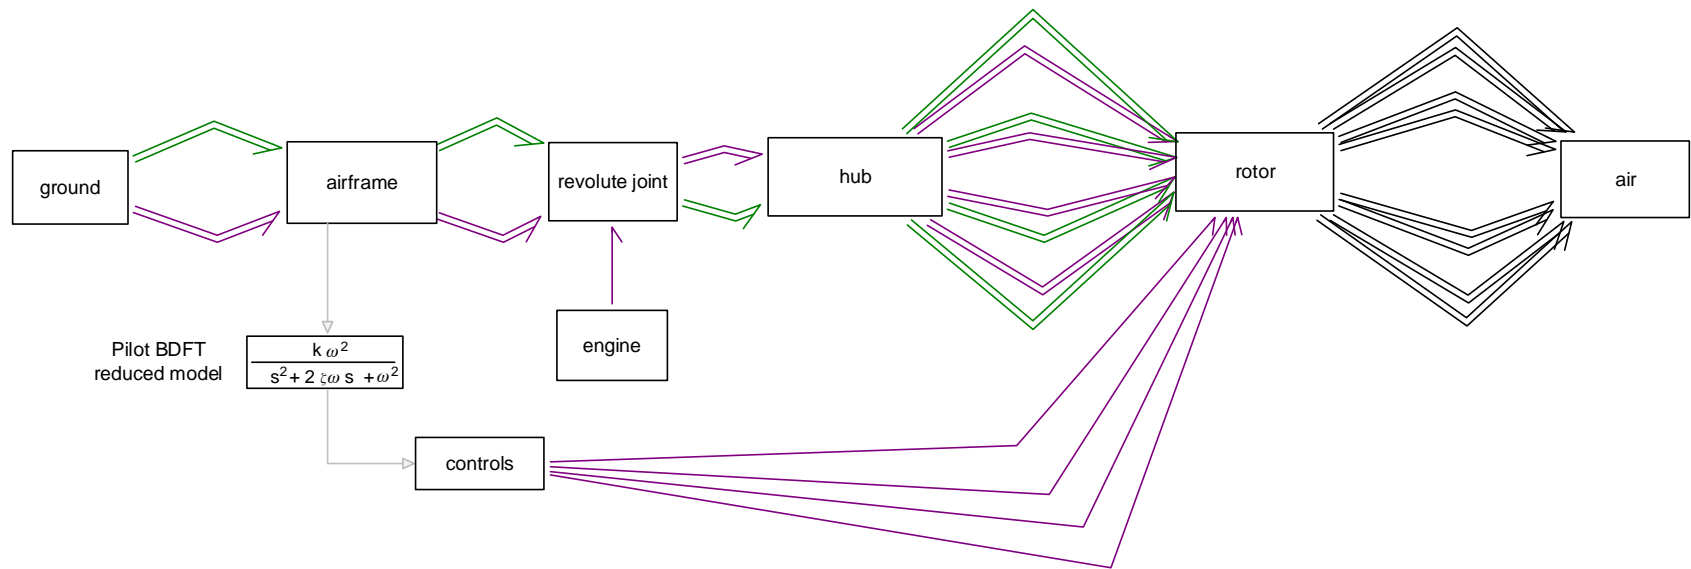 ground
airframe
revolute joint
hub
rotor
air
engine
Pilot BDFT
reduced model
k ω²
s² + 2 ζω s + ω²
controls